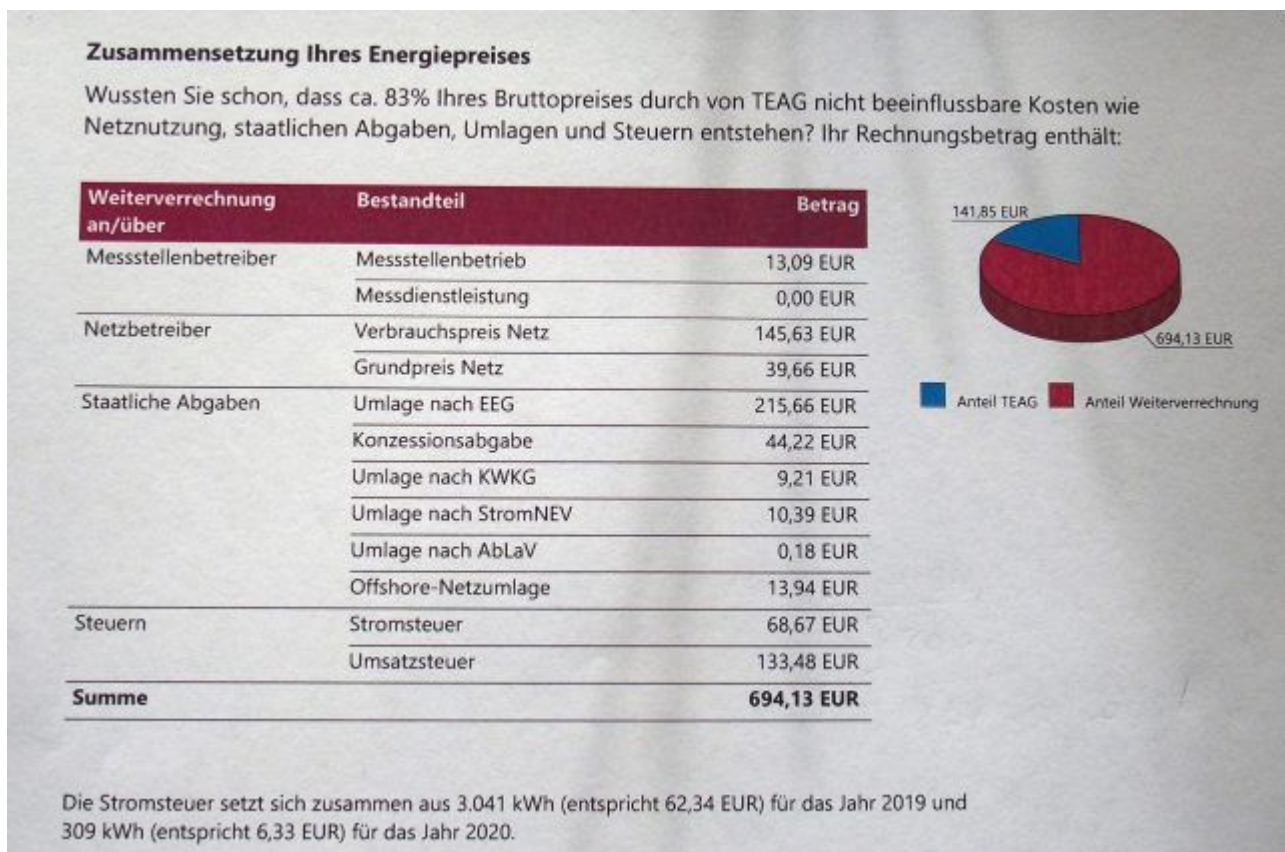 Zusammensetzung Ihres Energiepreises
Wussten Sie schon, dass ca. 83% Ihres Bruttopreises durch von TEAG nicht beeinflussbare Kosten wie
Netznutzung, staatlichen Abgaben, Umlagen und Steuern entstehen? Ihr Rechnungsbetrag enthält:
Weiterverrechnung an/über Bestandteil Betrag
Messstellenbetreiber Messstellenbetrieb 13,09 EUR
Messdienstleistung 0,00 EUR
Netzbetreiber Verbrauchspreis Netz 145,63 EUR
Grundpreis Netz 39,66 EUR
Staatliche Abgaben Umlage nach EEG 215,66 EUR
Konzessionsabgabe 44,22 EUR
Umlage nach KWKG 9,21 EUR
Umlage nach StromNEV 10,39 EUR
Umlage nach AbLaV 0,18 EUR
Offshore-Netzumlage 13,94 EUR
Steuern Stromsteuer 68,67 EUR
Umsatzsteuer 133,48 EUR
Summe 694,13 EUR
141,85 EUR
694,13 EUR
Anteil TEAG Anteil Weiterverrechnung
Die Stromsteuer setzt sich zusammen aus 3.041 kWh (entspricht 62,34 EUR) für das Jahr 2019 und
309 kWh (entspricht 6,33 EUR) für das Jahr 2020.